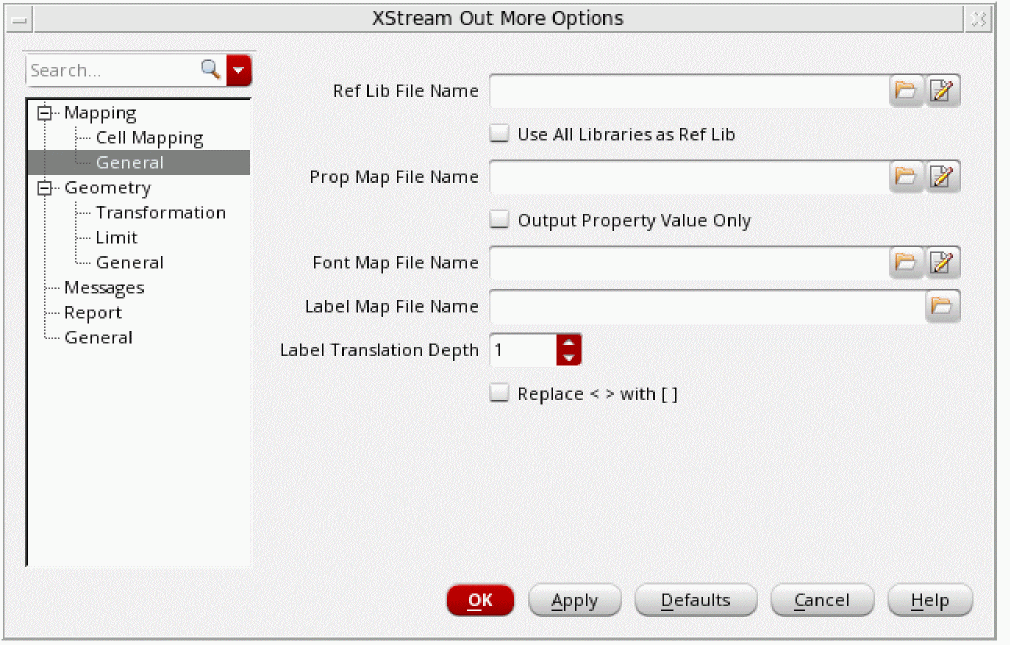 XStream Out More Options
Search...
Mapping
Cell Mapping
General
Geometry
Transformation
Limit
General
Messages
Report
General
Ref Lib File Name
Use All Libraries as Ref Lib
Prop Map File Name
Output Property Value Only
Font Map File Name
Label Map File Name
Label Translation Depth 1
Replace < > with [ ]
OK Apply Defaults Cancel Help